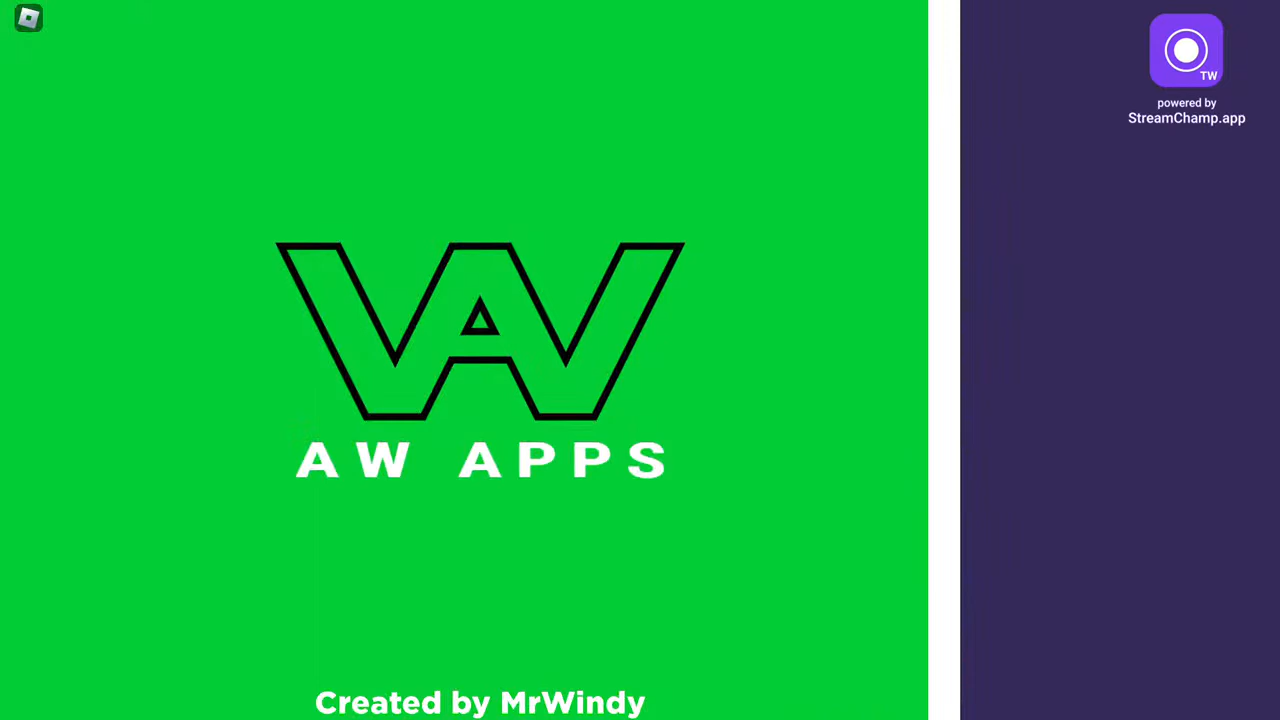 TW
powered by
StreamChamp.app
AW APPS
Created by MrWindy